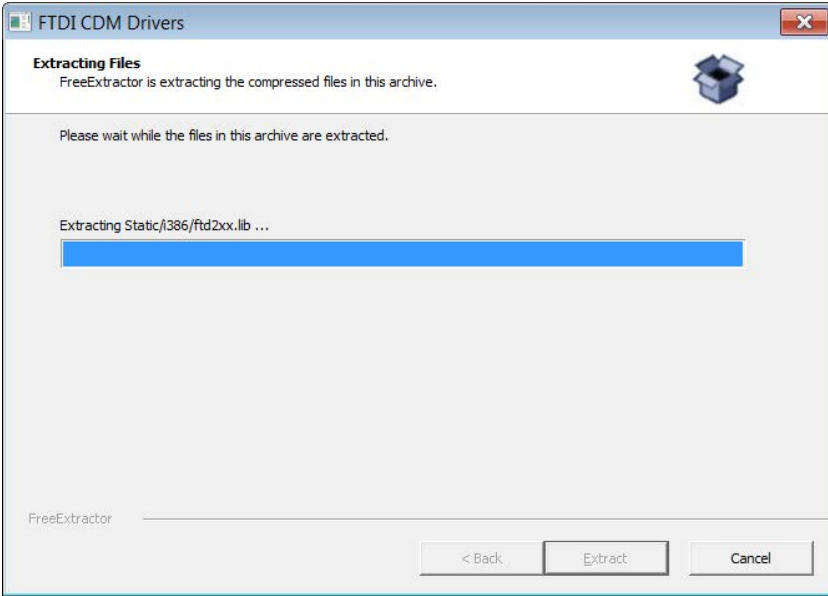 FTDI CDM Drivers
Extracting Files
FreeExtractor is extracting the compressed files in this archive.
Please wait while the files in this archive are extracted.
Extracting Static/i386/ftd2xx.lib ...
FreeExtractor
< Back
Extract
Cancel